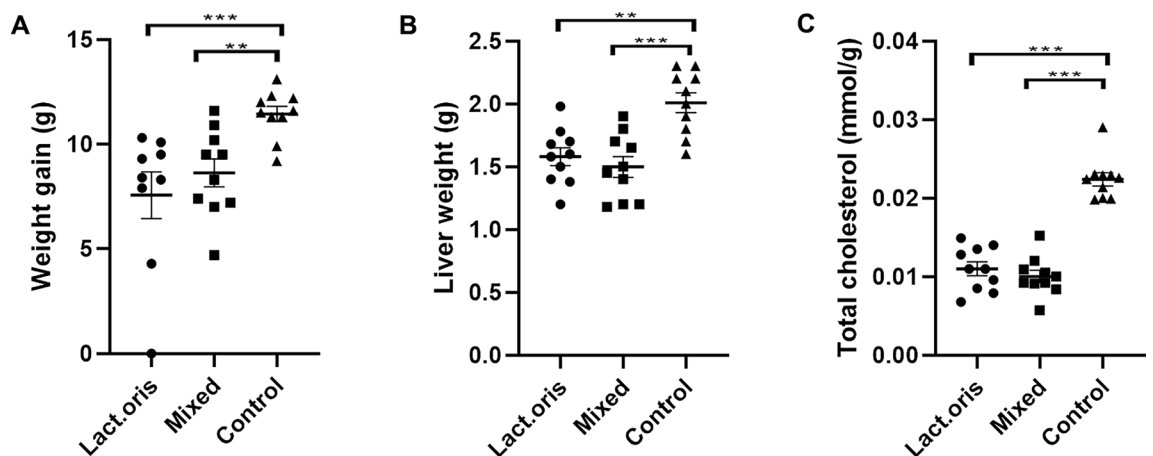 A
Weight gain (g)
15
10
5
0
***
**
Lact.oris
Mixed
Control
B
Liver weight (g)
2.5
2.0
1.5
1.0
0.5
0.0
**
***
Lact.oris
Mixed
Control
C
Total cholesterol (mmol/g)
0.04
0.03
0.02
0.01
0.00
***
***
Lact.oris
Mixed
Control